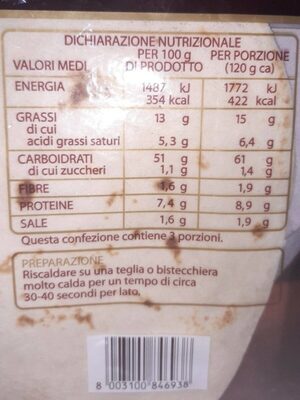 DICHIARAZIONE NUTRIZIONALE
VALORI MEDI PER 100 g DI PRODOTTO PER PORZIONE (120 g ca)
ENERGIA 1487 kJ 1772 kJ
354 kcal 422 kcal
GRASSI 13 g 15 g
di cui
acidi grassi saturi 5,3 g 6,4 g
CARBOIDRATI 51 g 61 g
di cui zuccheri 1,1 g 1,4 g
FIBRE 1,6 g 1,9 g
PROTEINE 7,4 g 8,9 g
SALE 1,6 g 1,9 g
Questa confezione contiene 3 porzioni.
PREPARAZIONE
Riscaldare su una teglia o bistecchiera
molto calda per un tempo di circa
30-40 secondi per lato.
8 003100 846938